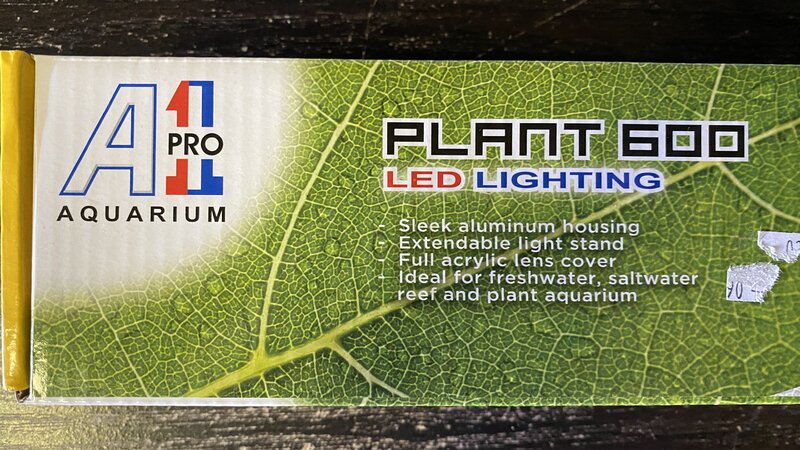 A1
PRO
AQUARIUM
PLANT 600
LED LIGHTING
- Sleek aluminum housing
- Extendable light stand
- Full acrylic lens cover
- Ideal for freshwater, saltwater
reef and plant aquarium